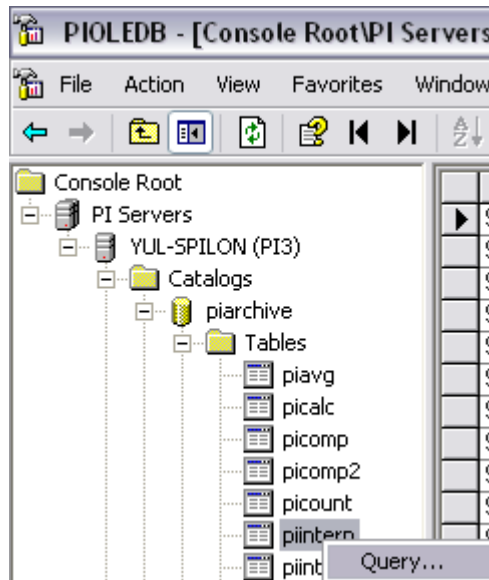 PIOLEDB - [Console Root\PI Servers
File Action View Favorites Window
Console Root
PI Servers
YUL-SPILON (PI3)
Catalogs
piarchive
Tables
piavg
picalc
picomp
picomp2
picount
piinterp
Query...